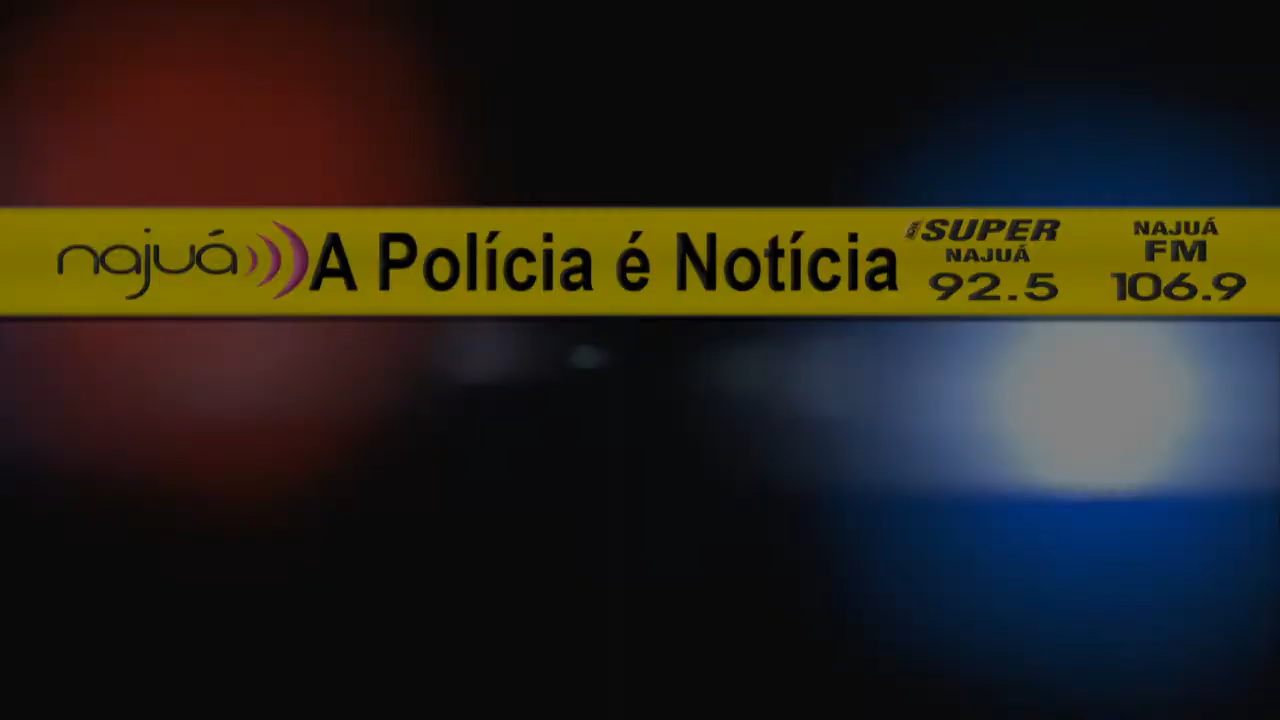 najuá
A Polícia é Notícia
SUPER
NAJUÁ
92.5
NAJUÁ
FM
106.9